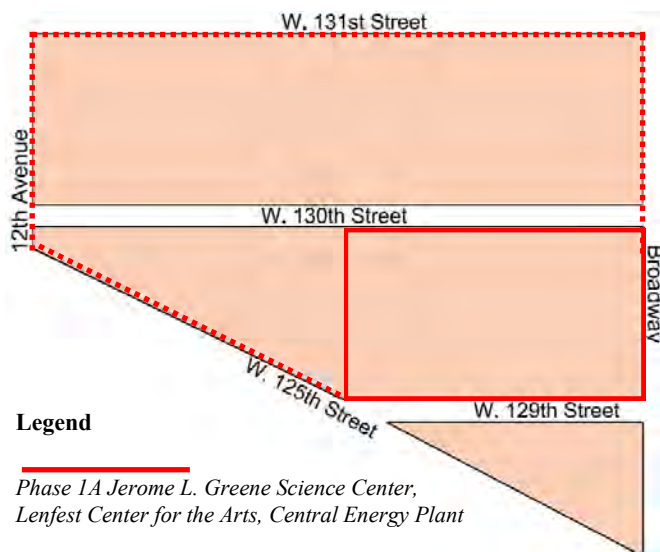 W. 131st Street
12th Avenue
W. 130th Street
Broadway
W. 125th Street
W. 129th Street
Legend
Phase 1A Jerome L. Greene Science Center,
Lenfest Center for the Arts, Central Energy Plant